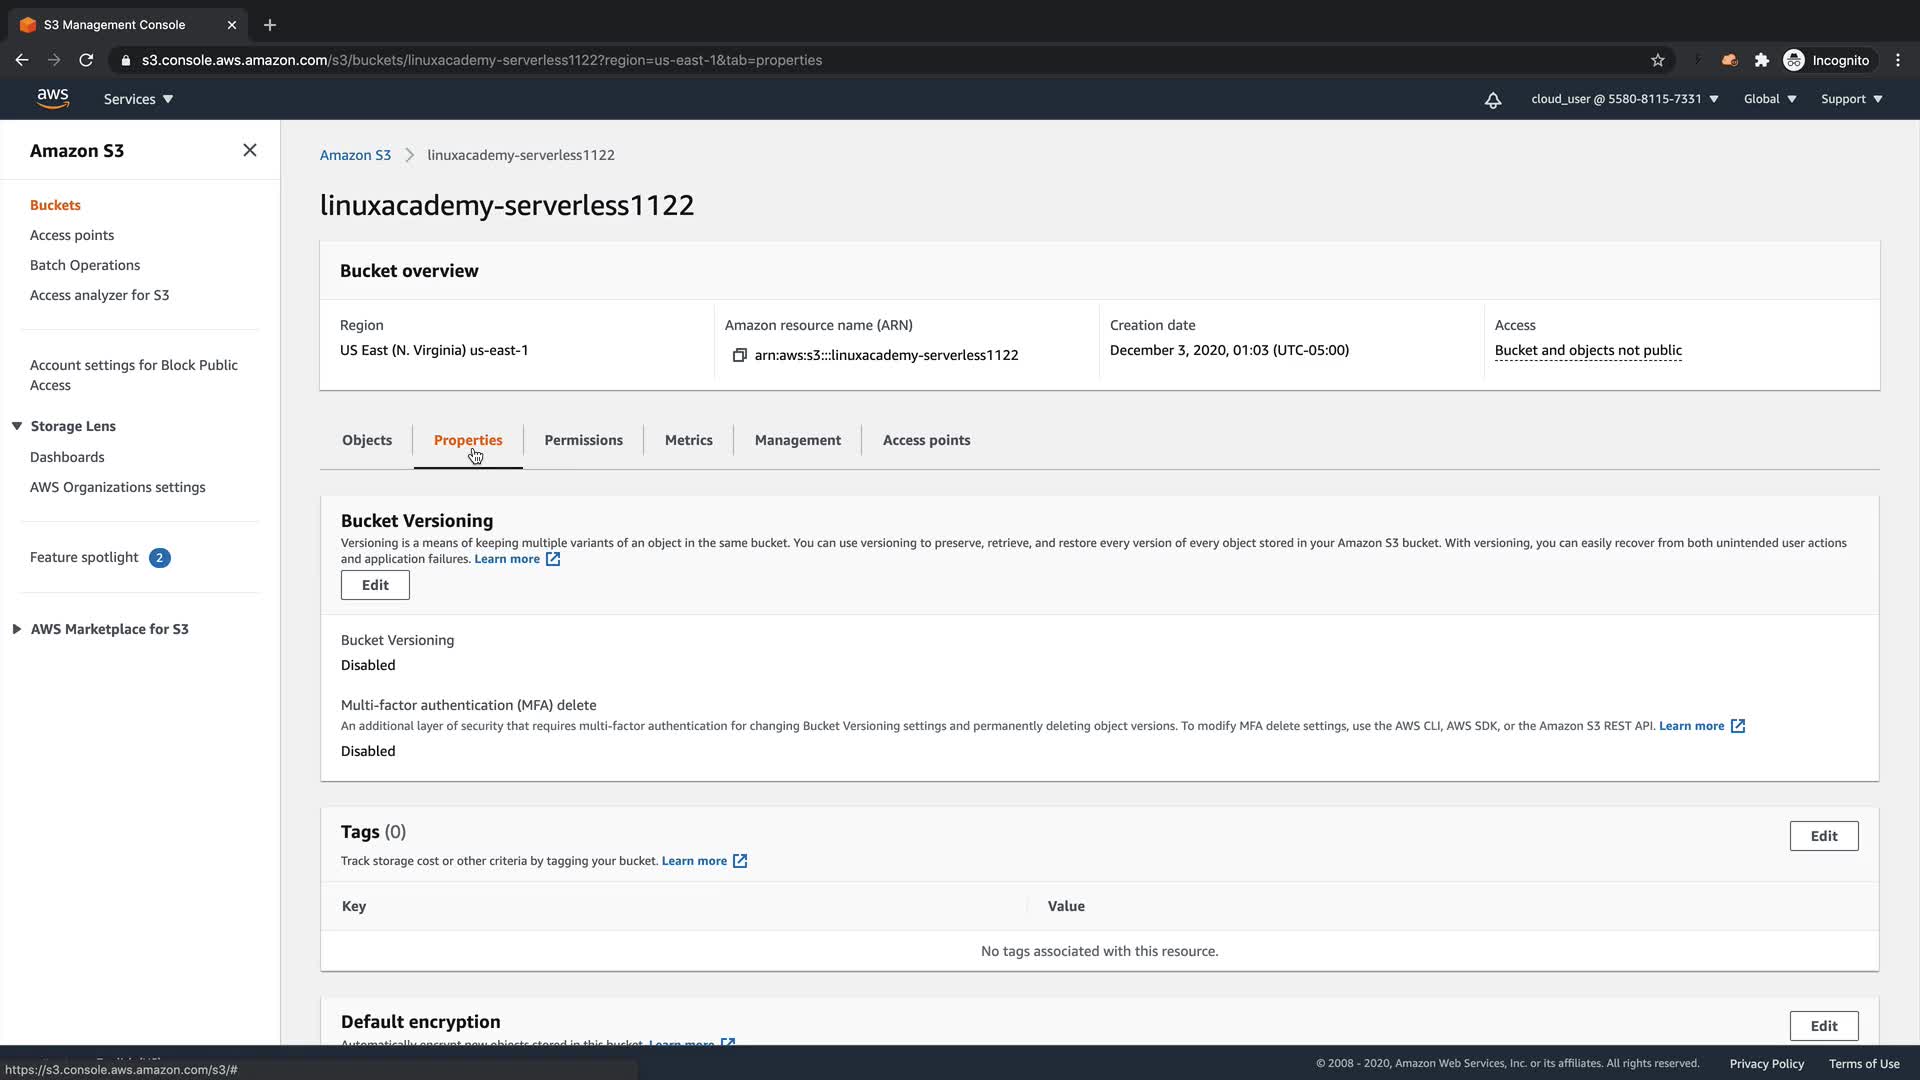 S3 Management Console
s3.console.aws.amazon.com/s3/buckets/linuxacademy-serverless1122?region=us-east-1&tab=properties
Incognito
aws
Services
cloud_user @ 5580-8115-7331
Global
Support
Amazon S3
Buckets
Access points
Batch Operations
Access analyzer for S3
Account settings for Block Public
Access
Storage Lens
Dashboards
AWS Organizations settings
Feature spotlight 2
AWS Marketplace for S3
Amazon S3 > linuxacademy-serverless1122
linuxacademy-serverless1122
Bucket overview
Region
US East (N. Virginia) us-east-1
Amazon resource name (ARN)
arn:aws:s3:::linuxacademy-serverless1122
Creation date
December 3, 2020, 01:03 (UTC-05:00)
Access
Bucket and objects not public
Objects
Properties
Permissions
Metrics
Management
Access points
Bucket Versioning
Versioning is a means of keeping multiple variants of an object in the same bucket. You can use versioning to preserve, retrieve, and restore every version of every object stored in your Amazon S3 bucket. With versioning, you can easily recover from both unintended user actions
and application failures. Learn more
Edit
Bucket Versioning
Disabled
Multi-factor authentication (MFA) delete
An additional layer of security that requires multi-factor authentication for changing Bucket Versioning settings and permanently deleting object versions. To modify MFA delete settings, use the AWS CLI, AWS SDK, or the Amazon S3 REST API. Learn more
Disabled
Tags (0)
Edit
Track storage cost or other criteria by tagging your bucket. Learn more
Key
Value
No tags associated with this resource.
Default encryption
Edit
Automatically encrypt new objects stored in this bucket. Learn more
https://s3.console.aws.amazon.com/s3/#
© 2008 - 2020, Amazon Web Services, Inc. or its affiliates. All rights reserved.
Privacy Policy
Terms of Use